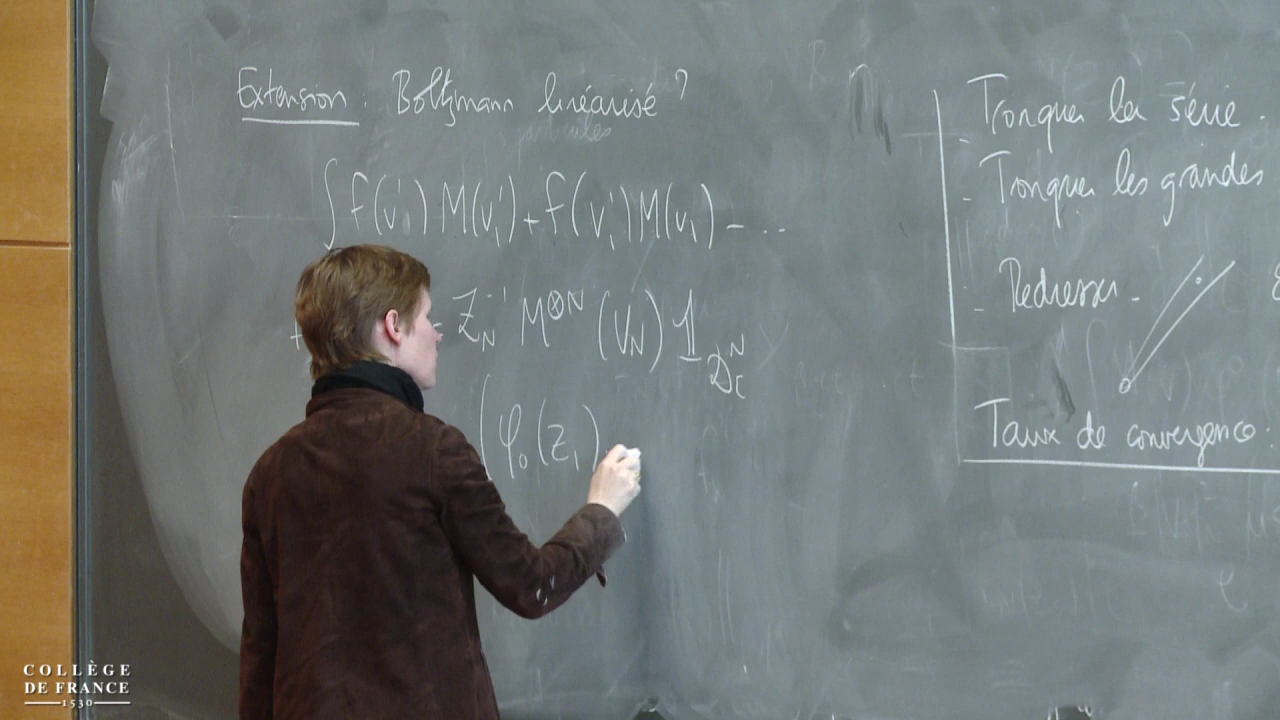 Extension : Boltzmann linéarisé ?
∫ f(v') M(v'₁) + f(v'₁) M(v₁) - ...
Z_N^{-1} M^{⊗N} (V_N) 𝟙_{D_ε^N}
( φ₀(z₁)
Tronquer la série.
- Tronquer les grandes
- Redresser -
Taux de convergence :
COLLÈGE
DE FRANCE
1530